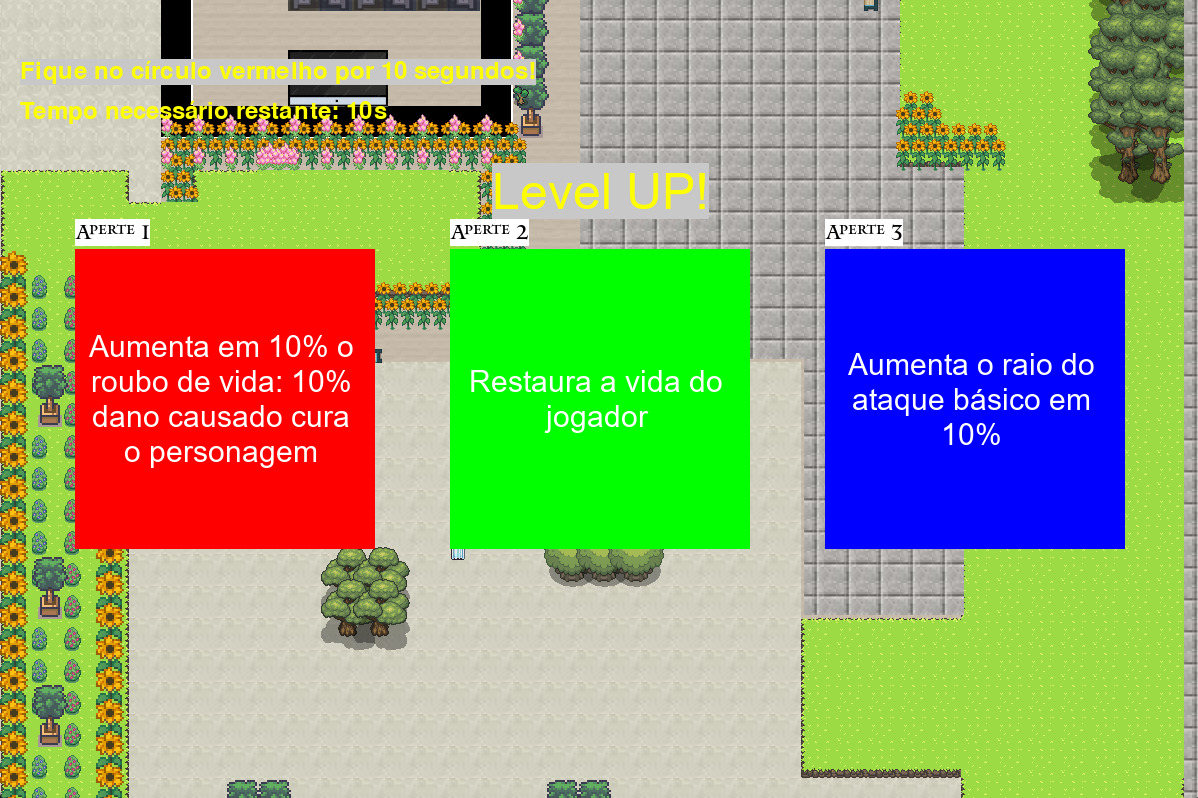 Fique no círculo vermelho por 10 segundos!
Tempo necessário restante: 10s
Level UP!
Aperte 1
Aperte 2
Aperte 3
Aumenta em 10% o
roubo de vida: 10%
dano causado cura
o personagem
Restaura a vida do
jogador
Aumenta o raio do
ataque básico em
10%